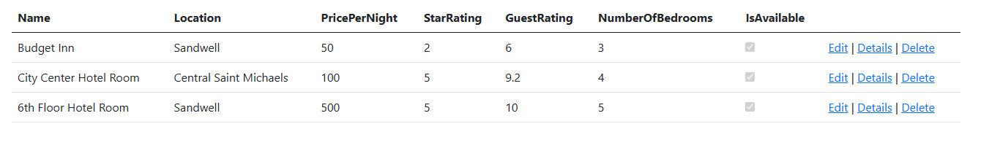 Name Location PricePerNight StarRating GuestRating NumberOfBedrooms IsAvailable
Budget Inn Sandwell 50 2 6 3 Edit | Details | Delete
City Center Hotel Room Central Saint Michaels 100 5 9.2 4 Edit | Details | Delete
6th Floor Hotel Room Sandwell 500 5 10 5 Edit | Details | Delete